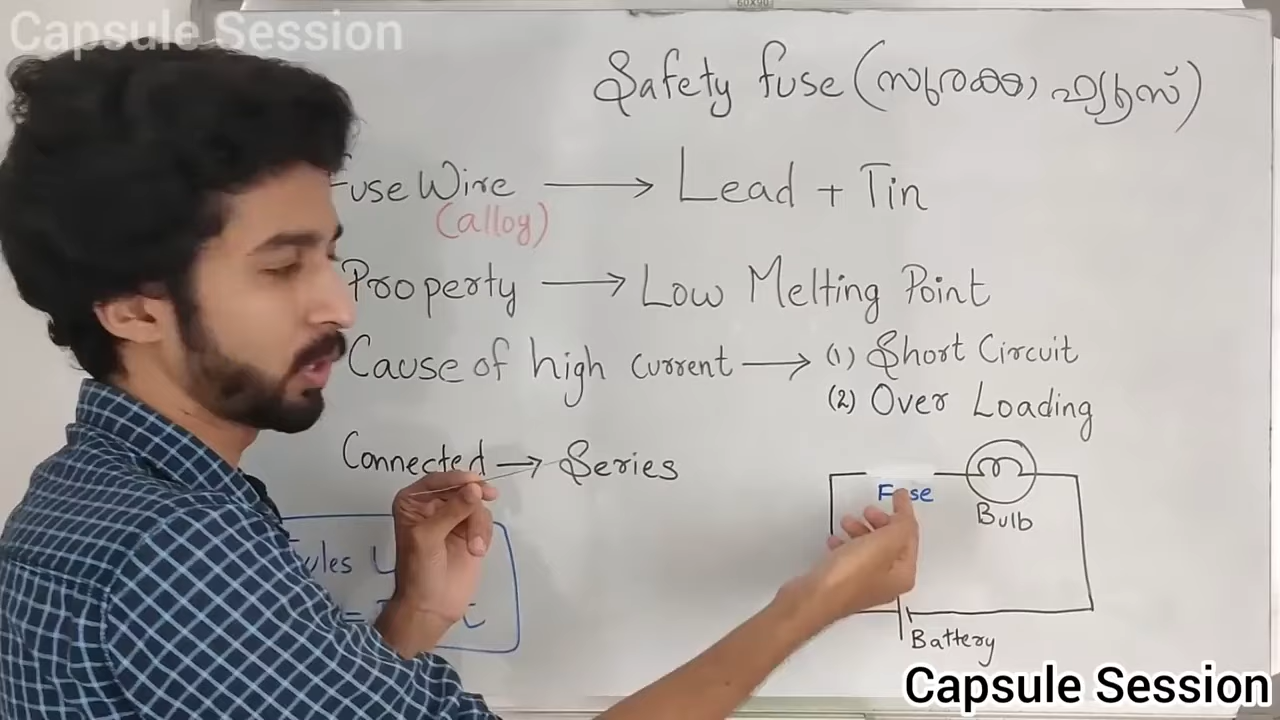 Capsule Session
60X90
Safety fuse (സുരക്ഷാ ഫ്യൂസ്)
Fuse Wire → Lead + Tin
(alloy)
Property → Low Melting Point
Cause of high current → (1) Short Circuit
(2) Over Loading
Connected → Series
Fuse
Bulb
Battery
Capsule Session